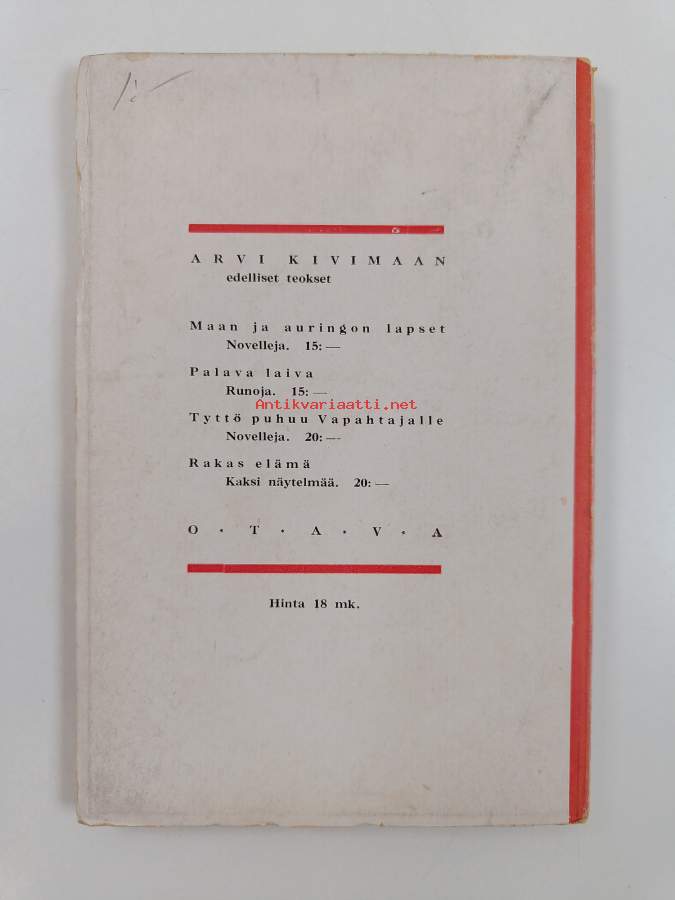 ARVI KIVIMAAN
edelliset teokset
Maan ja auringon lapset
Novelleja. 15: —
Palava laiva
Runoja. 15: —
Antikvariaatti.net
Tyttö puhuu Vapahtajalle
Novelleja. 20: —
Rakas elämä
Kaksi näytelmää. 20: —
O • T • A • V • A
Hinta 18 mk.